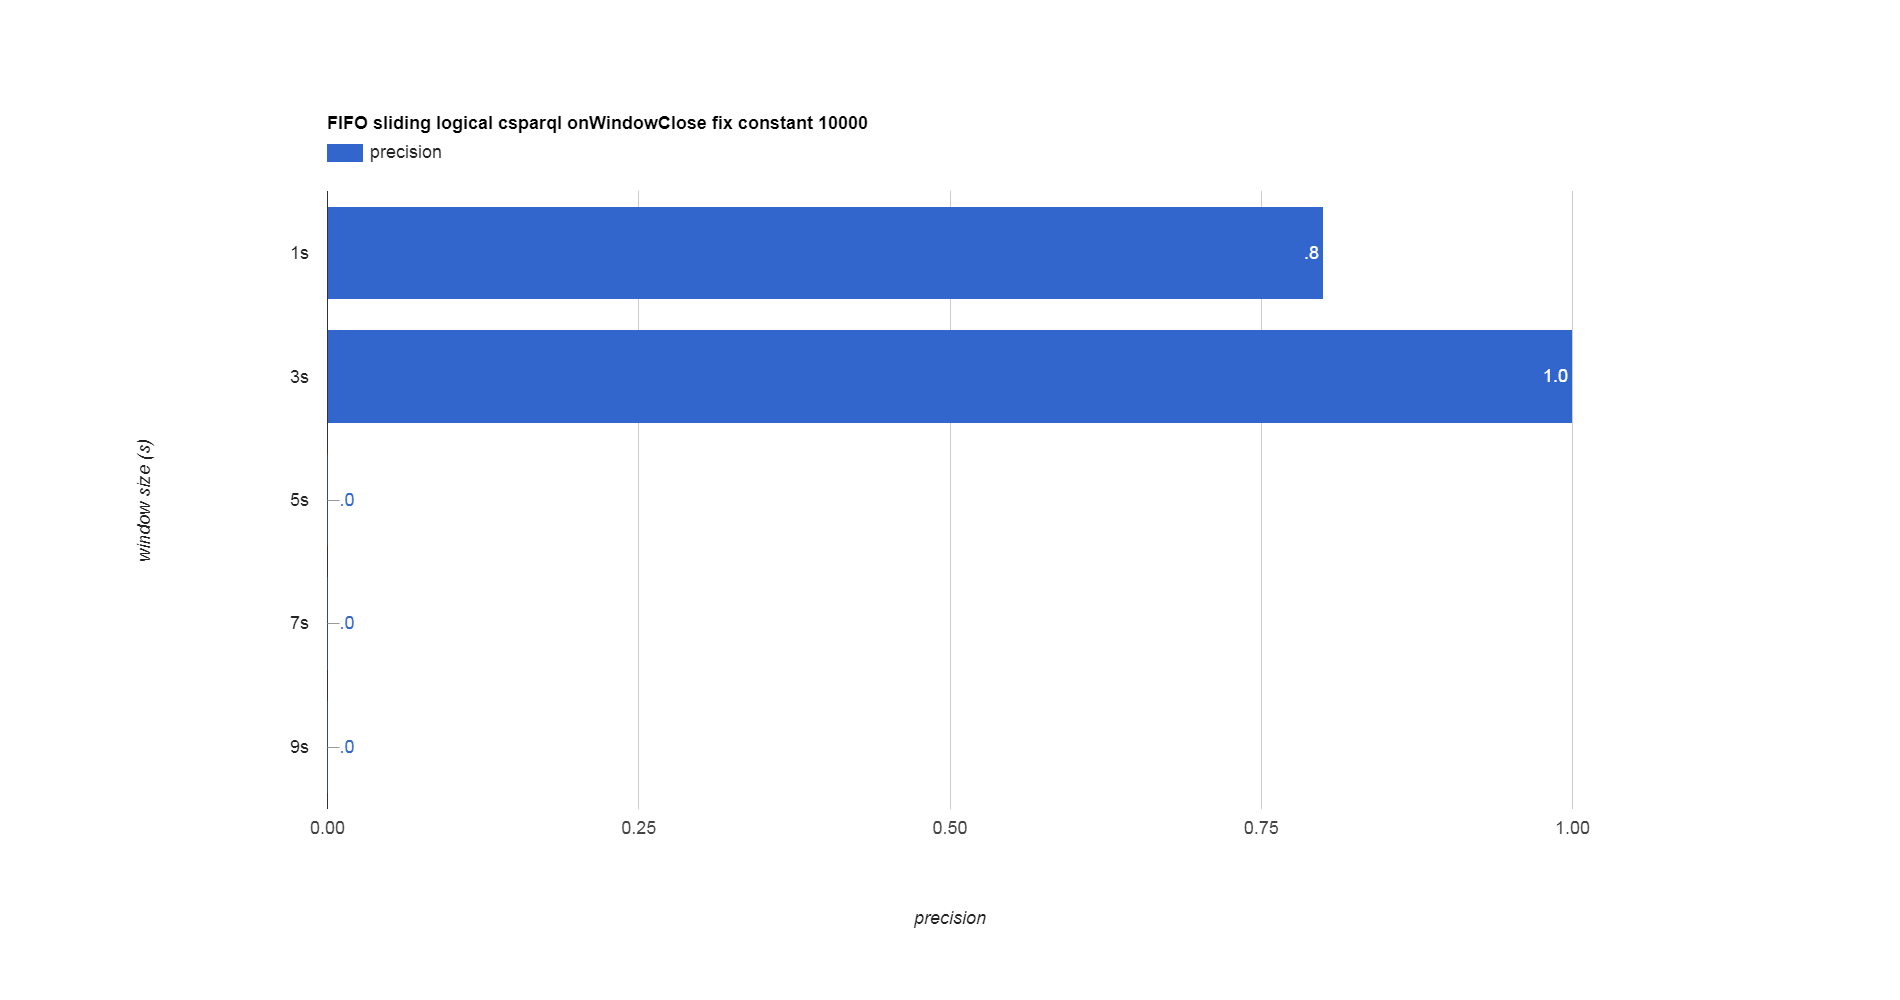 FIFO sliding logical csparql onWindowClose fix constant 10000
precision
1s
.8
3s
1.0
5s
.0
7s
.0
9s
.0
window size (s)
0.00 0.25 0.50 0.75 1.00
precision